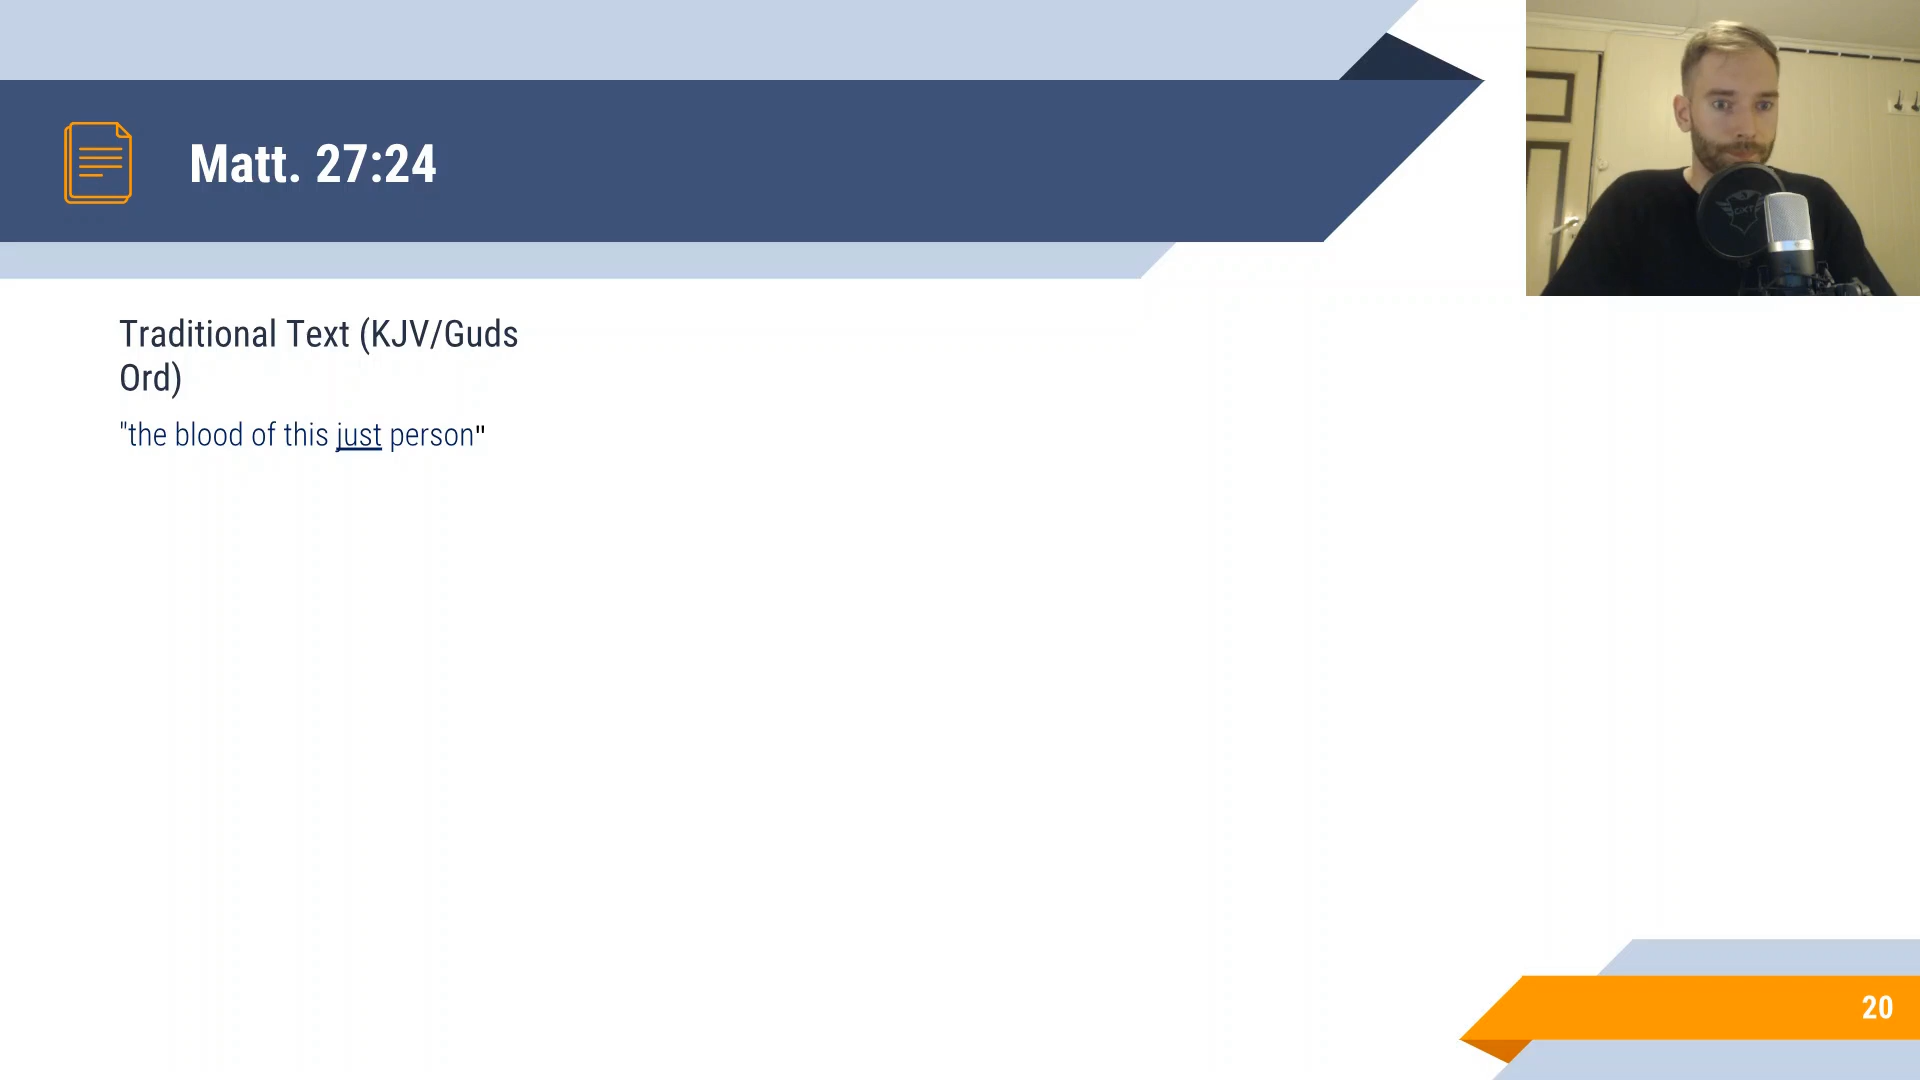 Matt. 27:24
Traditional Text (KJV/Guds
Ord)
"the blood of this just person"
20